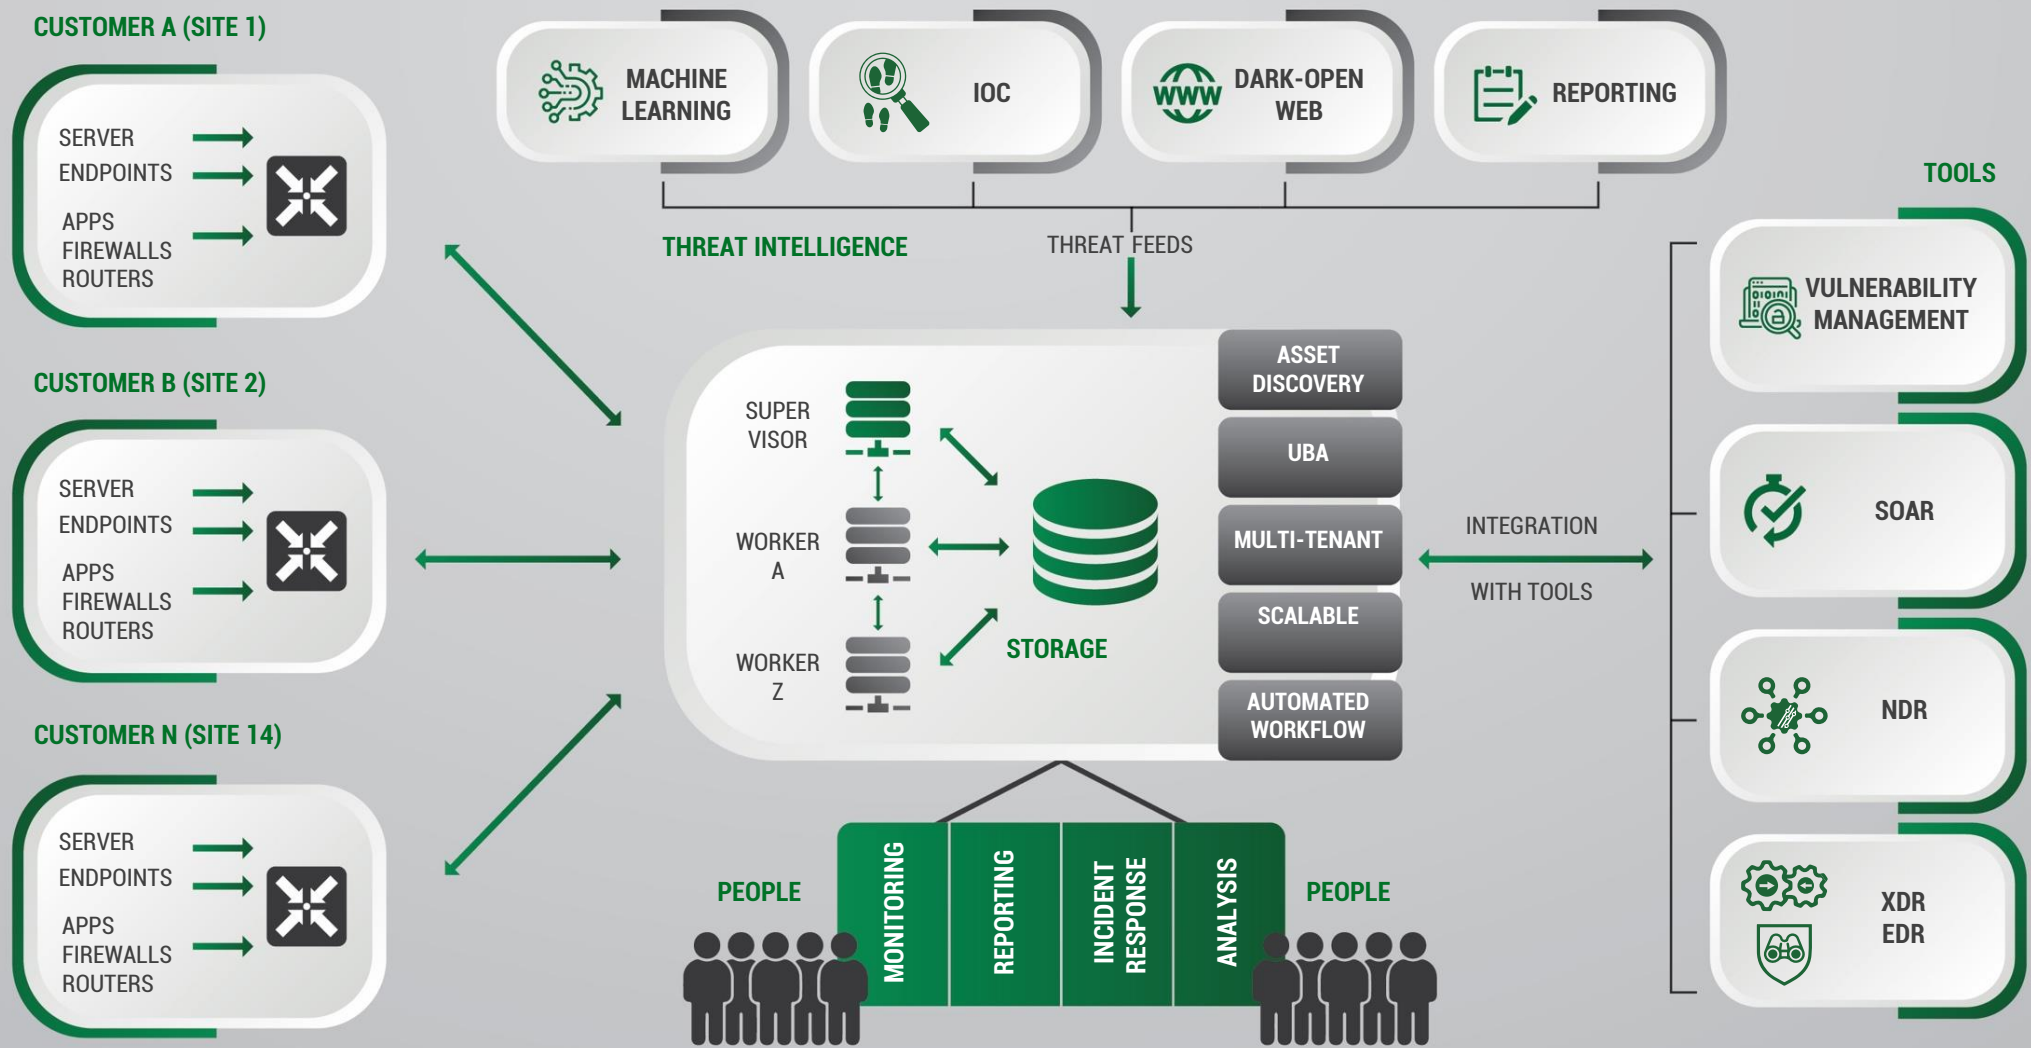 CUSTOMER A (SITE 1)
SERVER
ENDPOINTS
APPS
FIREWALLS
ROUTERS
CUSTOMER B (SITE 2)
SERVER
ENDPOINTS
APPS
FIREWALLS
ROUTERS
CUSTOMER N (SITE 14)
SERVER
ENDPOINTS
APPS
FIREWALLS
ROUTERS
MACHINE
LEARNING
IOC
WWW
DARK-OPEN
WEB
REPORTING
THREAT INTELLIGENCE
THREAT FEEDS
SUPER
VISOR
WORKER
A
WORKER
Z
STORAGE
ASSET
DISCOVERY
UBA
MULTI-TENANT
SCALABLE
AUTOMATED
WORKFLOW
INTEGRATION
WITH TOOLS
PEOPLE
MONITORING
REPORTING
INCIDENT
RESPONSE
ANALYSIS
PEOPLE
TOOLS
VULNERABILITY
MANAGEMENT
SOAR
NDR
XDR
EDR